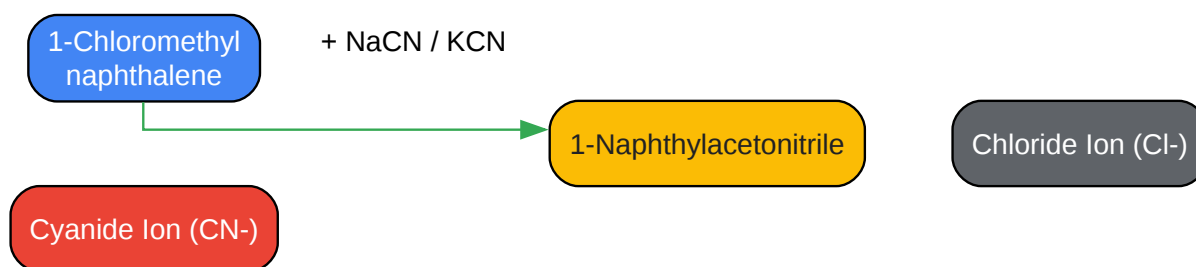 1-Chloromethyl
naphthalene
+ NaCN / KCN
1-Naphthylacetonitrile
Chloride Ion (Cl-)
Cyanide Ion (CN-)